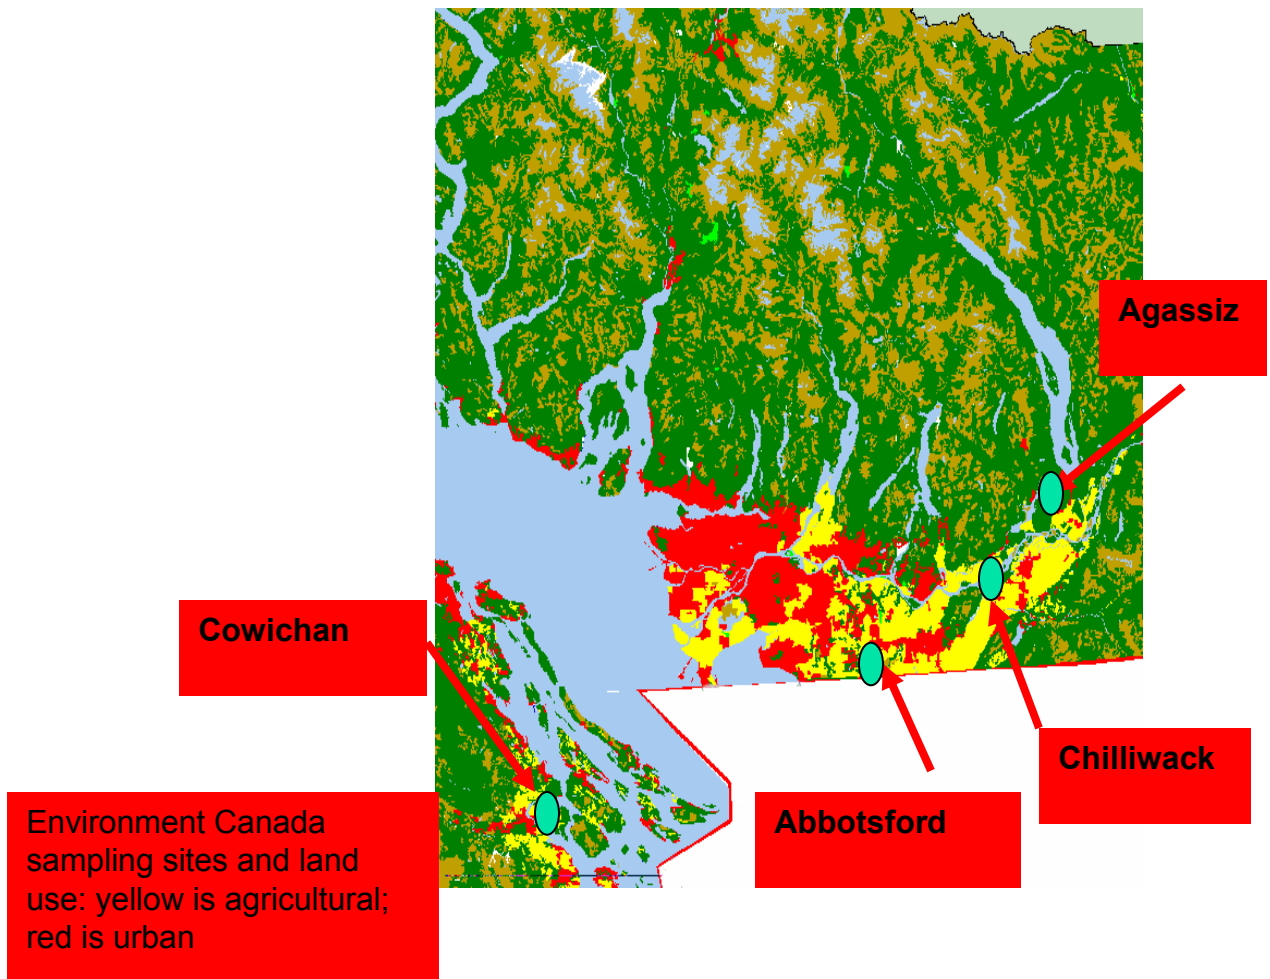 Agassiz
Cowichan
Chilliwack
Abbotsford
Environment Canada
sampling sites and land
use: yellow is agricultural;
red is urban